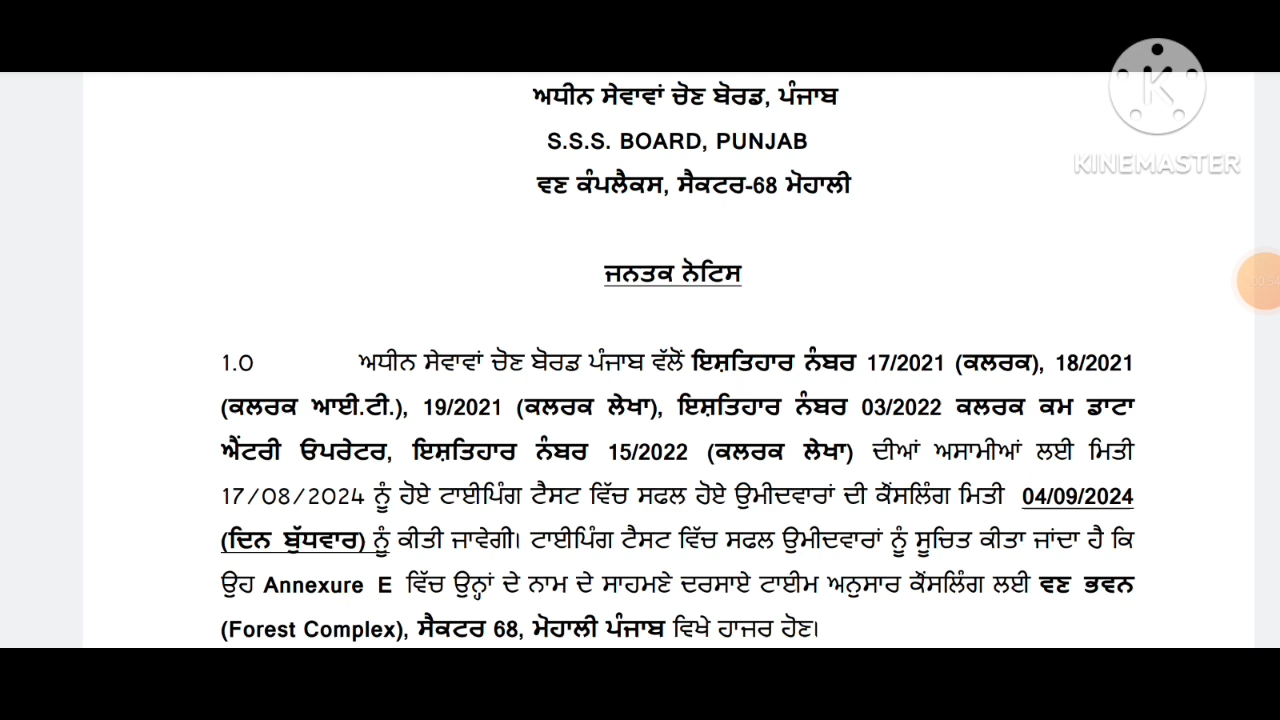 ਅਧੀਨ ਸੇਵਾਵਾਂ ਚੋਣ ਬੋਰਡ, ਪੰਜਾਬ
S.S.S. BOARD, PUNJAB
ਵਣ ਕੰਪਲੈਕਸ, ਸੈਕਟਰ-68 ਮੋਹਾਲੀ
KINEMASTER
ਜਨਤਕ ਨੋਟਿਸ
1.0 ਅਧੀਨ ਸੇਵਾਵਾਂ ਚੋਣ ਬੋਰਡ ਪੰਜਾਬ ਵੱਲੋਂ ਇਸ਼ਤਿਹਾਰ ਨੰਬਰ 17/2021 (ਕਲਰਕ), 18/2021
(ਕਲਰਕ ਆਈ.ਟੀ.), 19/2021 (ਕਲਰਕ ਲੇਖਾ), ਇਸ਼ਤਿਹਾਰ ਨੰਬਰ 03/2022 ਕਲਰਕ ਕਮ ਡਾਟਾ
ਐਂਟਰੀ ਓਪਰੇਟਰ, ਇਸ਼ਤਿਹਾਰ ਨੰਬਰ 15/2022 (ਕਲਰਕ ਲੇਖਾ) ਦੀਆਂ ਅਸਾਮੀਆਂ ਲਈ ਮਿਤੀ
17/08/2024 ਨੂੰ ਹੋਏ ਟਾਈਪਿੰਗ ਟੈਸਟ ਵਿੱਚ ਸਫਲ ਹੋਏ ਉਮੀਦਵਾਰਾਂ ਦੀ ਕੌਂਸਲਿੰਗ ਮਿਤੀ 04/09/2024
(ਦਿਨ ਬੁੱਧਵਾਰ) ਨੂੰ ਕੀਤੀ ਜਾਵੇਗੀ। ਟਾਈਪਿੰਗ ਟੈਸਟ ਵਿੱਚ ਸਫਲ ਉਮੀਦਵਾਰਾਂ ਨੂੰ ਸੂਚਿਤ ਕੀਤਾ ਜਾਂਦਾ ਹੈ ਕਿ
ਉਹ Annexure E ਵਿੱਚ ਉਨ੍ਹਾਂ ਦੇ ਨਾਮ ਦੇ ਸਾਹਮਣੇ ਦਰਸਾਏ ਟਾਈਮ ਅਨੁਸਾਰ ਕੌਂਸਲਿੰਗ ਲਈ ਵਣ ਭਵਨ
(Forest Complex), ਸੈਕਟਰ 68, ਮੋਹਾਲੀ ਪੰਜਾਬ ਵਿਖੇ ਹਾਜਰ ਹੋਣ।